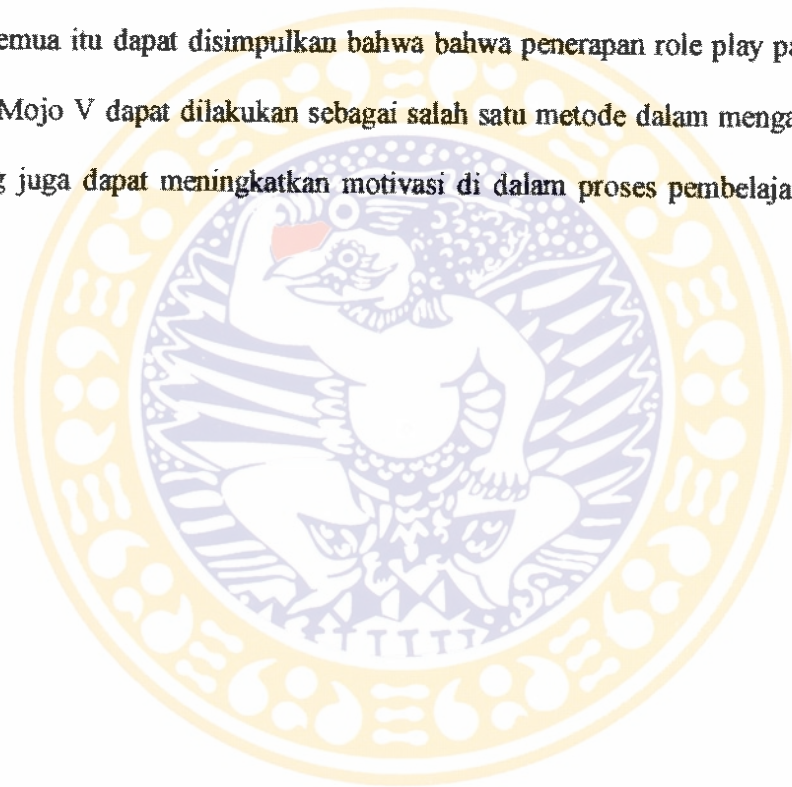 emua itu dapat disimpulkan bahwa bahwa penerapan role play pa
Mojo V dapat dilakukan sebagai salah satu metode dalam menga
g juga dapat meningkatkan motivasi di dalam proses pembelaja